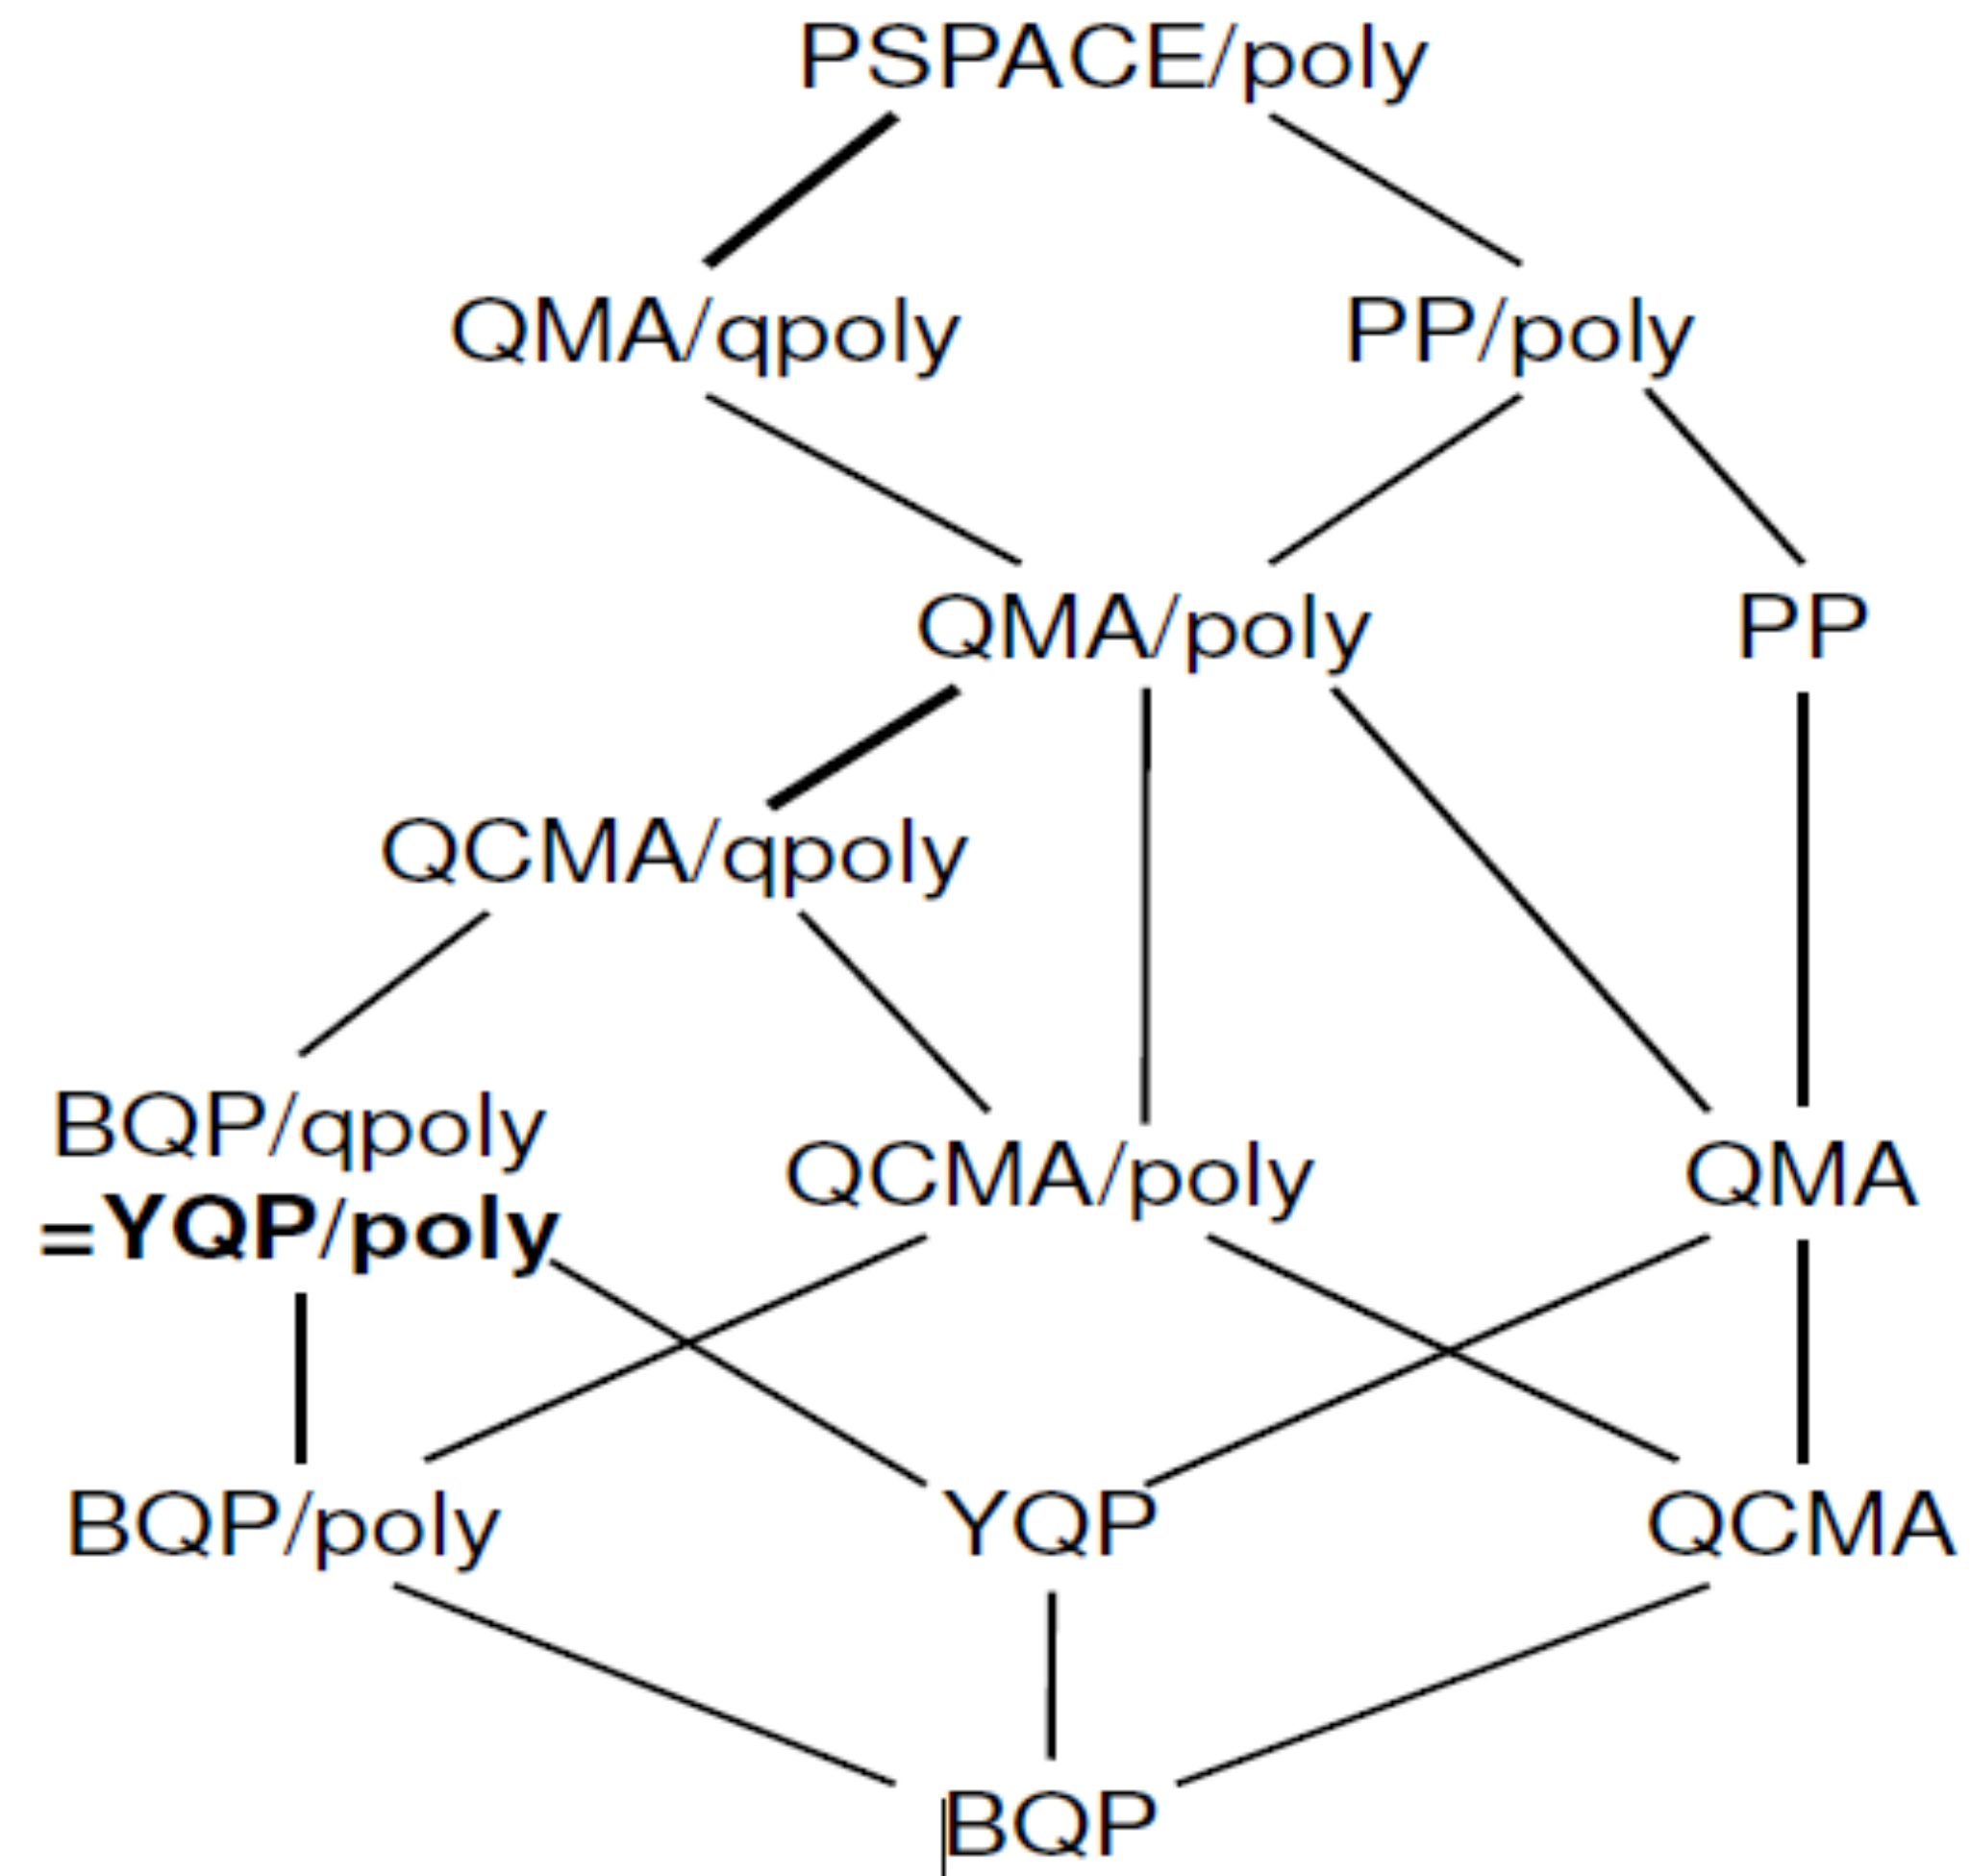 PSPACE/poly
QMA/qpoly PP/poly
QMA/poly PP
QCMA/qpoly
BQP/qpoly
=YQP/poly
QCMA/poly QMA
BQP/poly YQP QCMA
BQP